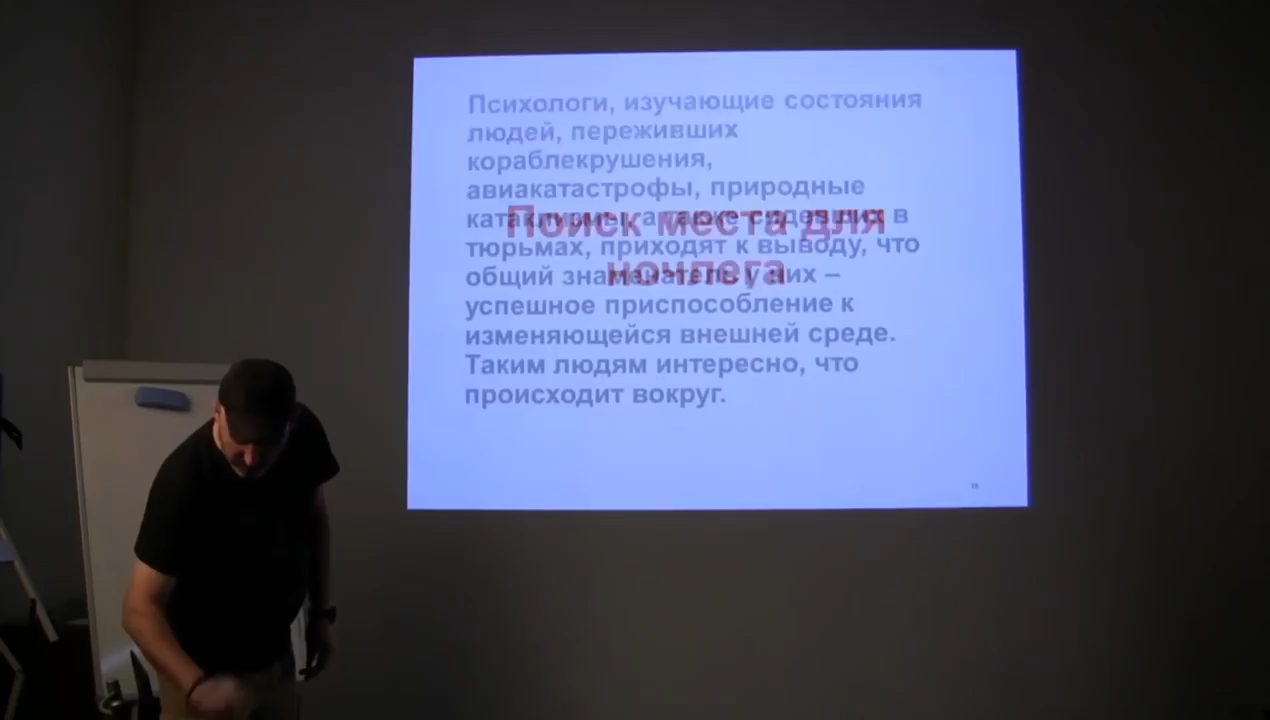 Психологи, изучающие состояния
людей, переживших
кораблекрушения,
авиакатастрофы, природные
катаклизмы, а также сидевших в
тюрьмах, приходят к выводу, что
общий знаменатель у них –
успешное приспособление к
изменяющейся внешней среде.
Таким людям интересно, что
происходит вокруг.
Поиск места для
ночлега